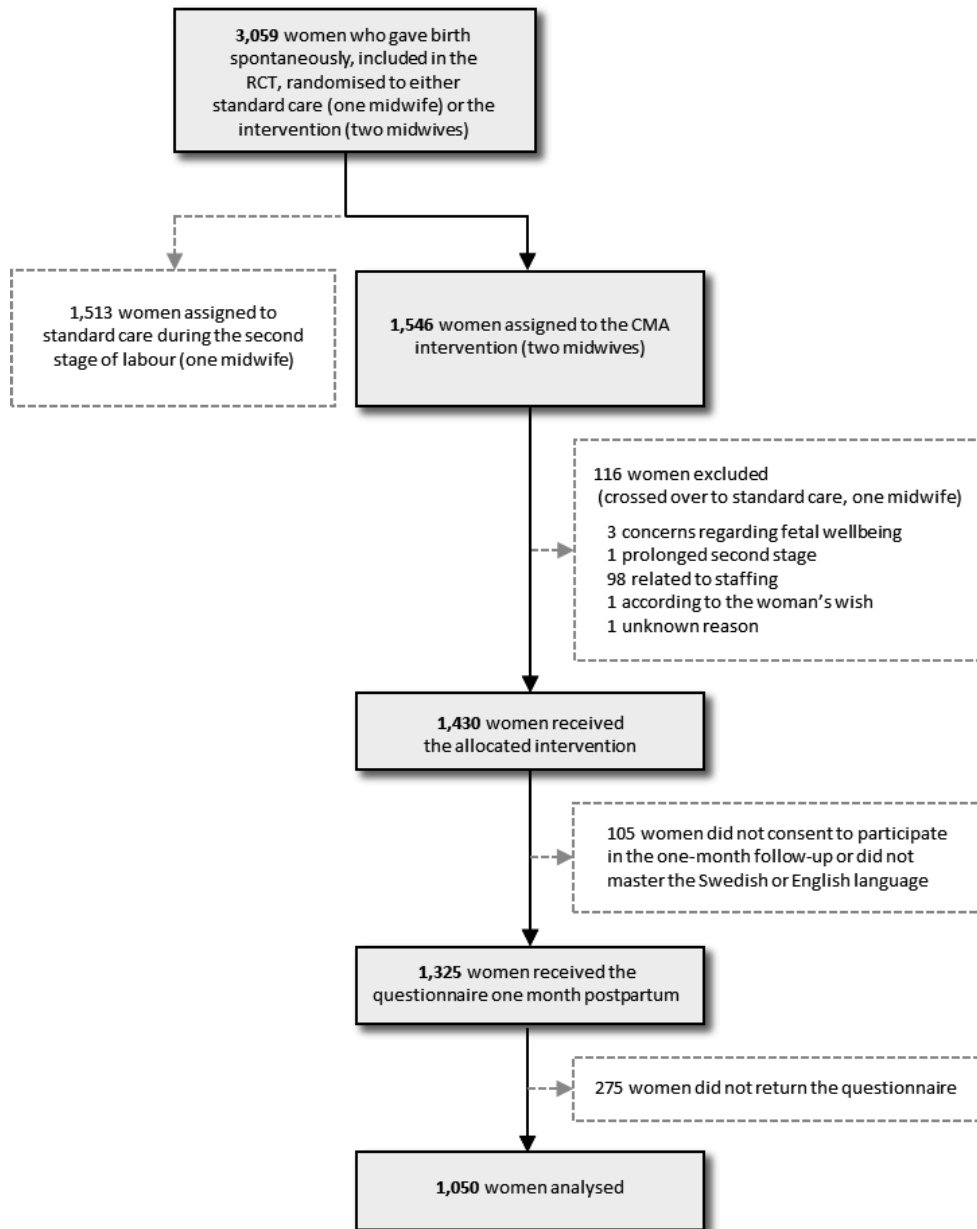 3,059 women who gave birth
spontaneously, included in the
RCT, randomised to either
standard care (one midwife) or the
intervention (two midwives)
1,513 women assigned to
standard care during the second
stage of labour (one midwife)
1,546 women assigned to the CMA
intervention (two midwives)
116 women excluded
(crossed over to standard care, one midwife)
3 concerns regarding fetal wellbeing
1 prolonged second stage
98 related to staffing
1 according to the woman's wish
1 unknown reason
1,430 women received
the allocated intervention
105 women did not consent to participate
in the one-month follow-up or did not
master the Swedish or English language
1,325 women received the
questionnaire one month postpartum
275 women did not return the questionnaire
1,050 women analysed